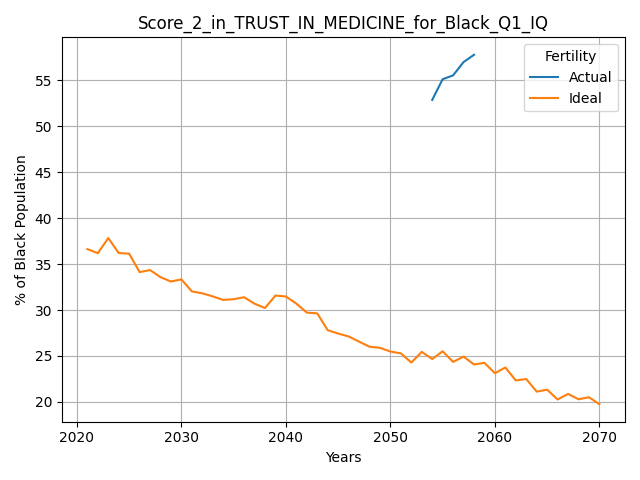 Score_2_in_TRUST_IN_MEDICINE_for_Black_Q1_IQ
Fertility
Actual
Ideal
% of Black Population
55
50
45
40
35
30
25
20
2020 2030 2040 2050 2060 2070
Years